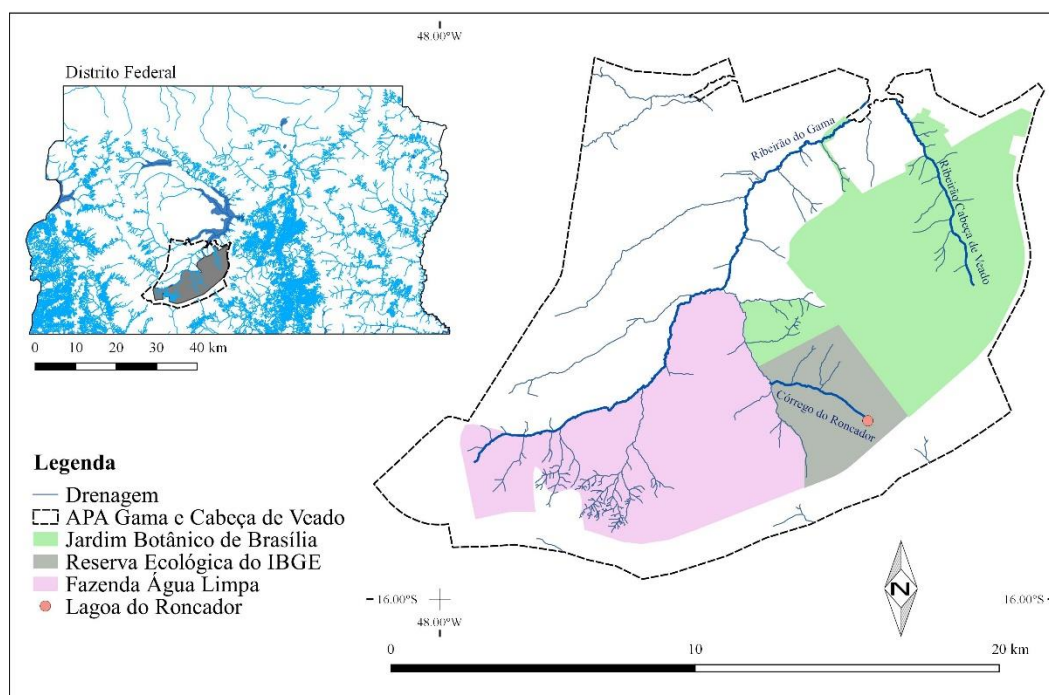 48.00°W
Distrito Federal
Ribeirão do Gama
Ribeirão Cabeça de Veado
Córrego do Roncador
0 10 20 30 40 km
Legenda
Drenagem
APA Gama e Cabeça de Veado
Jardim Botânico de Brasília
Reserva Ecológica do IBGE
Fazenda Água Limpa
Lagoa do Roncador
N
16.00°S
16.00°S
48.00°W
0 10 20 km